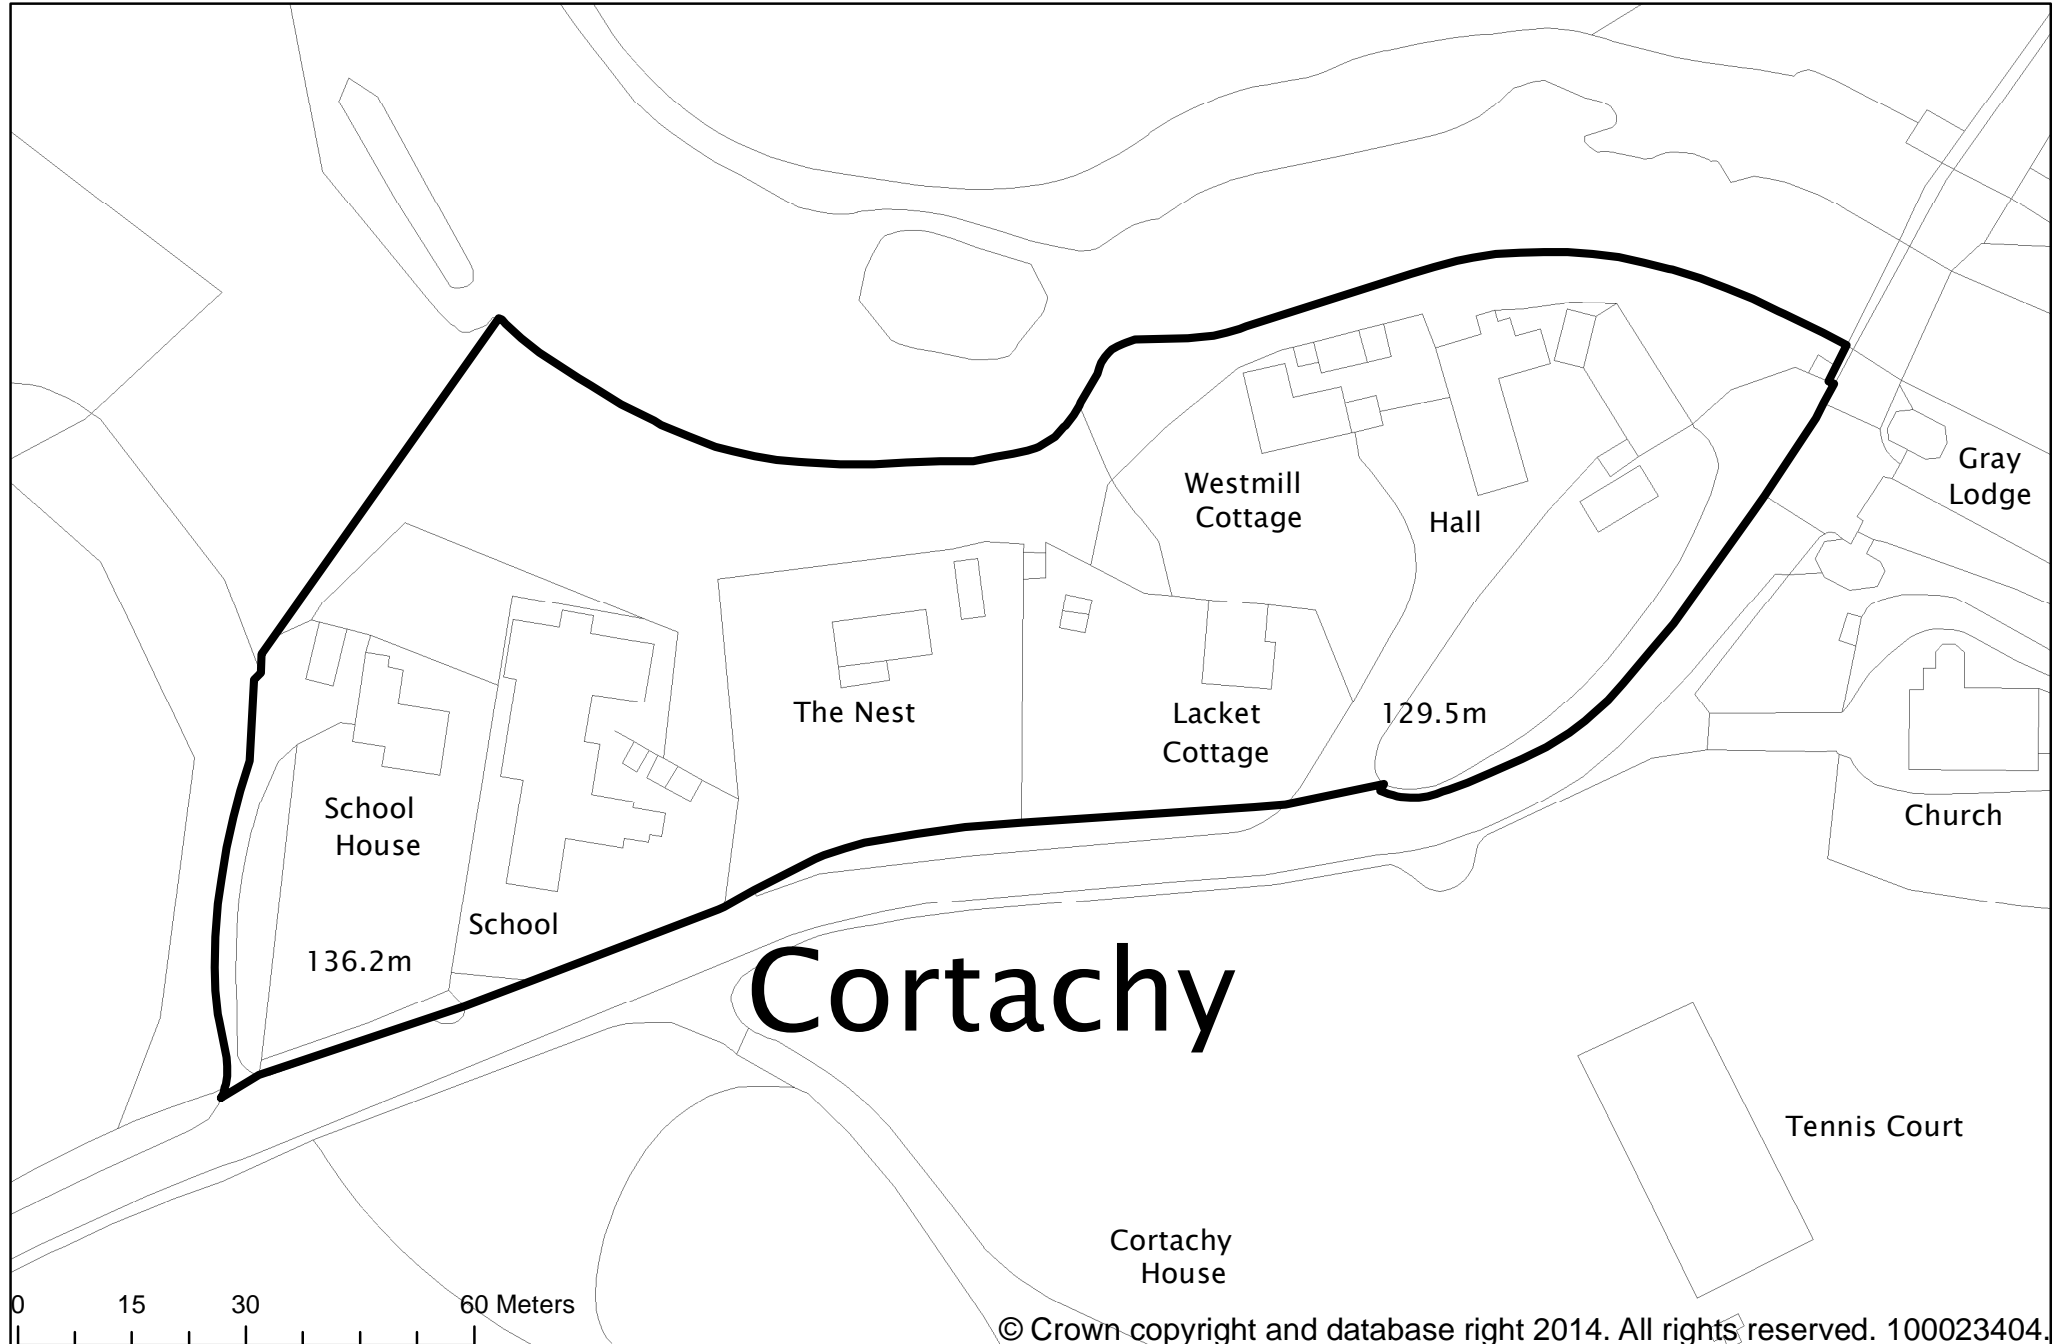 Gray
Lodge
Westmill
Cottage
Hall
The Nest
Lacket
Cottage
129.5m
School
House
Church
School
136.2m
Cortachy
Tennis Court
Cortachy
House
0 15 30 60 Meters
© Crown copyright and database right 2014. All rights reserved. 100023404.